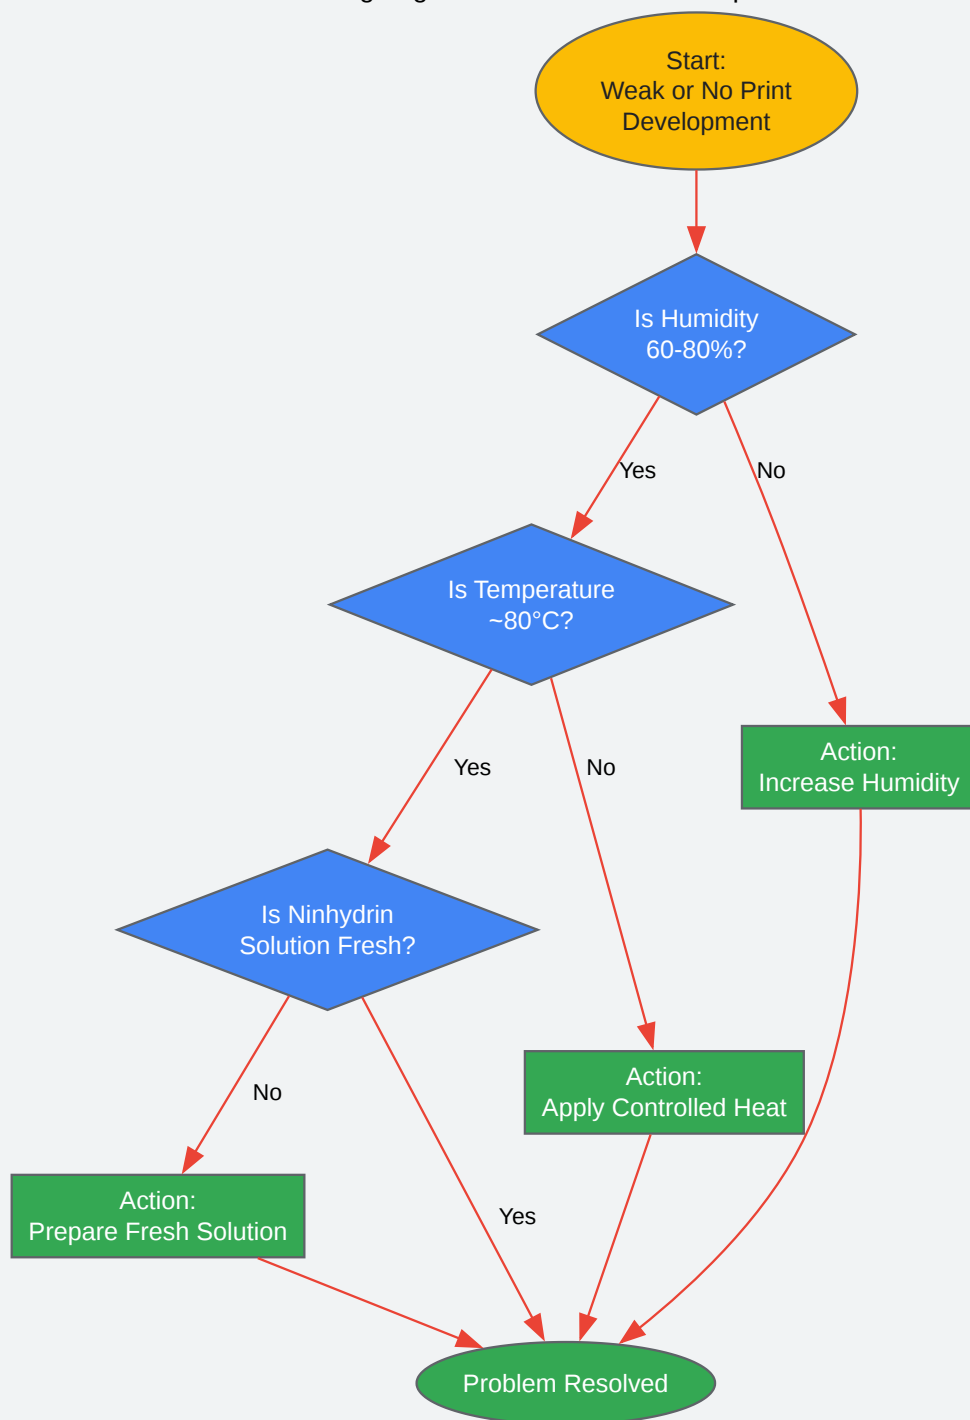 Start:
Weak or No Print
Development
Is Humidity
60-80%?
Yes
No
Is Temperature
~80°C?
Yes
No
Action:
Increase Humidity
Is Ninhydrin
Solution Fresh?
No
Yes
Action:
Apply Controlled Heat
Action:
Prepare Fresh Solution
Problem Resolved